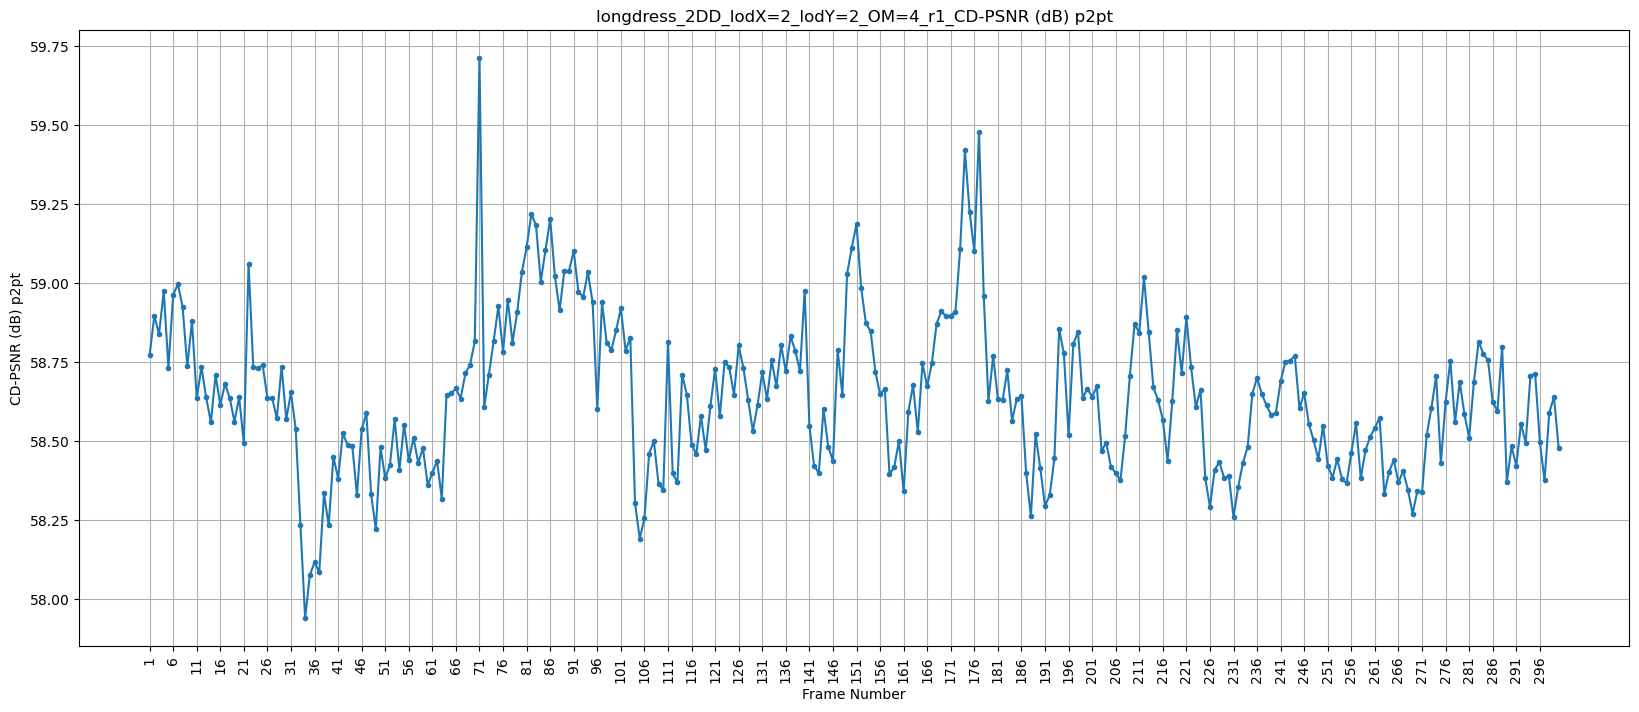 longdress_2DD_lodX=2_lodY=2_OM=4_r1_CD-PSNR (dB) p2pt
59.75
59.50
59.25
59.00
58.75
58.50
58.25
58.00
CD-PSNR (dB) p2pt
1 6 11 16 21 26 31 36 41 46 51 56 61 66 71 76 81 86 91 96 101 106 111 116 121 126 131 136 141 146 151 156 161 166 171 176 181 186 191 196 201 206 211 216 221 226 231 236 241 246 251 256 261 266 271 276 281 286 291 296
Frame Number